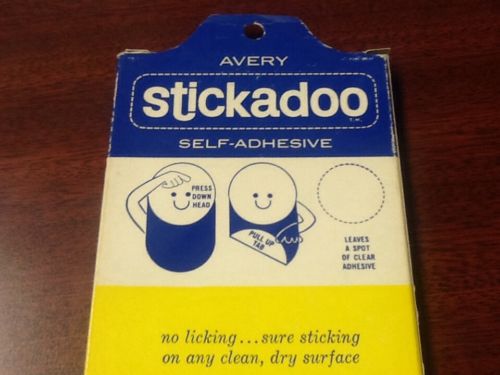 AVERY
stickadoo
T.M.
SELF-ADHESIVE
PRESS
DOWN
HEAD
PULL UP
TAB
LEAVES
A SPOT
OF CLEAR
ADHESIVE
no licking...sure sticking
on any clean, dry surface